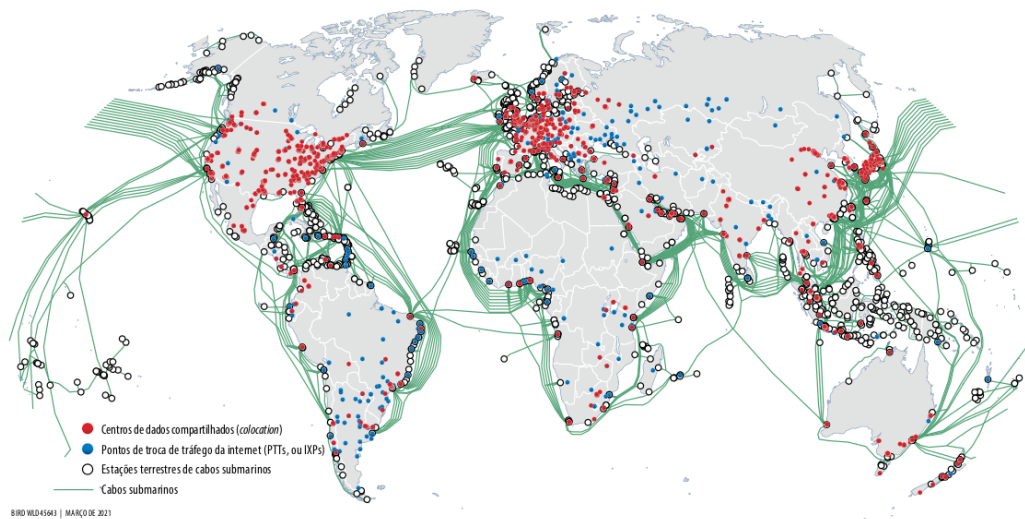 Centros de dados compartilhados (colocation)
Pontos de troca de tráfego da internet (PTTs, ou IXPs)
Estações terrestres de cabos submarinos
Cabos submarinos
BIRD WLD45643 | MARÇO DE 2021